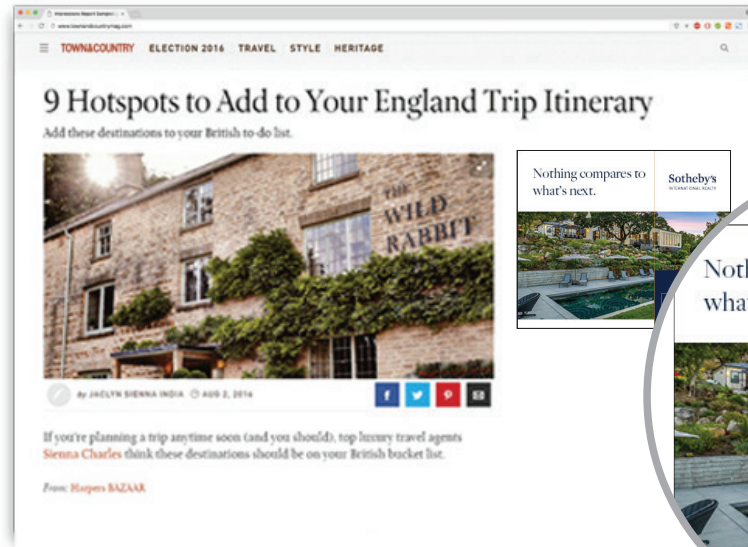 www.townandcountrymag.com
TOWN&COUNTRY ELECTION 2016 TRAVEL STYLE HERITAGE
9 Hotspots to Add to Your England Trip Itinerary
Add these destinations to your British to-do list.
THE
WILD
RABBIT
By JACLYN SIENNA INDIA AUG 2, 2016
If you're planning a trip anytime soon (and you should), top luxury travel agents
Sienna Charles think these destinations should be on your British bucket list.
From: Harpers BAZAAR
Nothing compares to
what's next.
Sotheby's
INTERNATIONAL REALTY
Noth
what